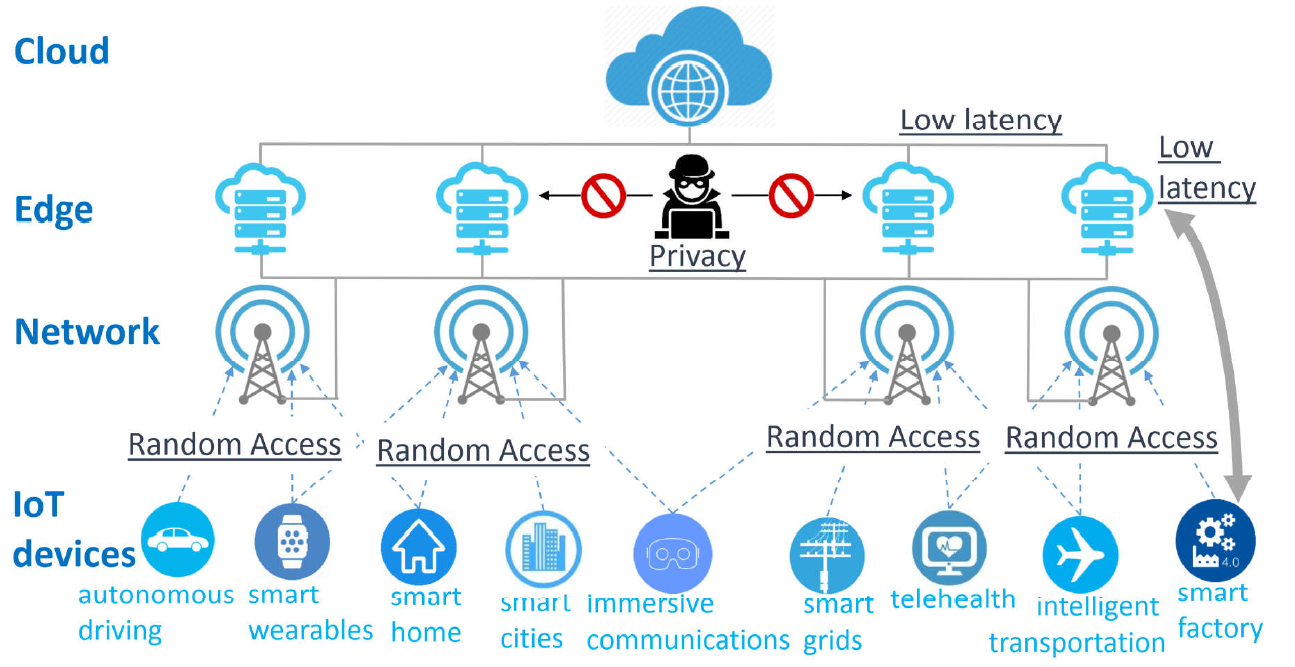 Cloud
Low latency
Low
latency
Edge
Privacy
Network
Random Access
Random Access
Random Access
Random Access
IoT
devices
4.0
autonomous
driving
smart
wearables
smart
home
smart
cities
immersive
communications
smart
grids
telehealth
intelligent
transportation
smart
factory